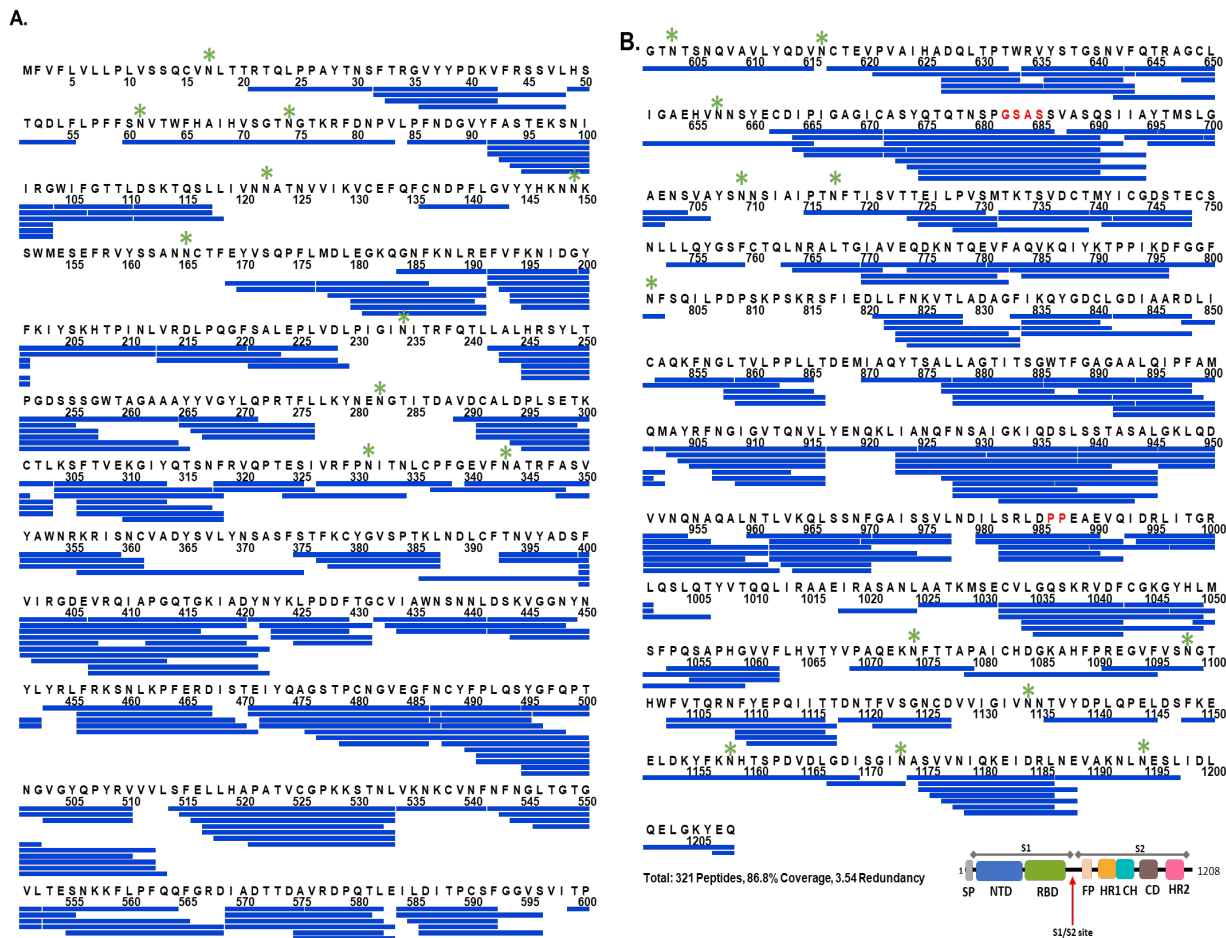 A.
MFVFLVLLPLVSSQCVNLTTRTQLPPAYTNSFTRGVYYPDKVFRSSVLHS
5 10 15 20 25 30 35 40 45 50
TQDLFLPFFSNVTWFHAIHVSGTNGTKRFDNPVLPFNDGVYFASTEKSNI
55 60 65 70 75 80 85 90 95 100
IRGWIFGTTLDSKTQSLLIVNNATNVVIKVCEFQFCNDPFLGVYYHKNNK
105 110 115 120 125 130 135 140 145 150
SWMESEFRVYSSANNCTFEYVSQPFLMDLEGKQGNFKNLREFVFKNIDGY
155 160 165 170 175 180 185 190 195 200
FKIYSKHTPINLVRDLPQGFSALEPLVDLPIGINITRFQTLLALHRSYLT
205 210 215 220 225 230 235 240 245 250
PGDSSSGWTAGAAAYYVGYLQPRTFLLKYNENGTITDAVDCALDPLSETK
255 260 265 270 275 280 285 290 295 300
CTLKSFTVEKGIYQTSNFRVQPTESIVRFPNITNLCPFGEVFNATRFASV
305 310 315 320 325 330 335 340 345 350
YAWNRKRISNCVADYSVLYNSASFSTFKCYGVSPTKLNDLCFTNVYADSF
355 360 365 370 375 380 385 390 395 400
VIRGDEVRQIAPGQTGKIADYNYKLPDDFTGCVIAWNSNNLDSKVGGNYN
405 410 415 420 425 430 435 440 445 450
YLYRLFRKSNLKPFERDISTEIYQAGSTPCNGVEGFNCYFPLQSYGFQPT
455 460 465 470 475 480 485 490 495 500
NGVGYQPYRVVVLSFELLHAPATVCGPKKSTNLVKNKCVNFNFNGLTGTG
505 510 515 520 525 530 535 540 545 550
VLTESNKKFLPFQQFGRDIADTTDAVRDPQTLEILDITPCSFGGVSVITP
555 560 565 570 575 580 585 590 595 600
B.
GTNTSNQVAVLYQDVNCTEVPVAIHADQLTPTWRVYSTGSNVFQTRAGCL
605 610 615 620 625 630 635 640 645 650
IGAEHVNNSYECDIPIGAGICASYQTQTNSPGSASSVASQSIIAYTMSLG
655 660 665 670 675 680 685 690 695 700
AENSVAYSNNSIAIPTNFTISVTTEILPVSMTKTSVDCTMYICGDSTECS
705 710 715 720 725 730 735 740 745 750
NLLLQYGSFCTQLNRALTGIAVEQDKNTQEVFAQVKQIYKTPPIKDFGGF
755 760 765 770 775 780 785 790 795 800
NFSQILPDPSKPSKRSFIEDLLFNKVTLADAGFIKQYGDCLGDIAARDLI
805 810 815 820 825 830 835 840 845 850
CAQKFNGLTVLPPLLTDEMIAQYTSALLAGTITSGWTFGAGAALQIPFAM
855 860 865 870 875 880 885 890 895 900
QMAYRFNGIGVTQNVLYENQKLIANQFNSAIGKIQDSLSSTASALGKLQD
905 910 915 920 925 930 935 940 945 950
VVNQNAQALNTLVKQLSSNFGAISSVLNDILSRLDPPEAEVQIDRLITGR
955 960 965 970 975 980 985 990 995 1000
LQSLQTYVTQQLIRAAEIRASANLAATKMSECVLGQSKRVDFCGKGYHLM
1005 1010 1015 1020 1025 1030 1035 1040 1045 1050
SFPQSAPHGVVFLHVTYVPAQEKNFTTAPAICHDGKAHFPREGVFVSNGT
1055 1060 1065 1070 1075 1080 1085 1090 1095 1100
HWFVTQRNFYEPQIITTDNTFVSGNCDVVIGIVNNTVYDPLQPELDSFKE
1105 1110 1115 1120 1125 1130 1135 1140 1145 1150
ELDKYFKNHTSPDVDLGDISGINASVVNIQKEIDRLNEVAKNLNESLIDL
1155 1160 1165 1170 1175 1180 1185 1190 1195 1200
QELGKYEQ
1205
Total: 321 Peptides, 86.8% Coverage, 3.54 Redundancy
S1 S2
1 1208
SP NTD RBD FP HR1 CH CD HR2
S1/S2 site